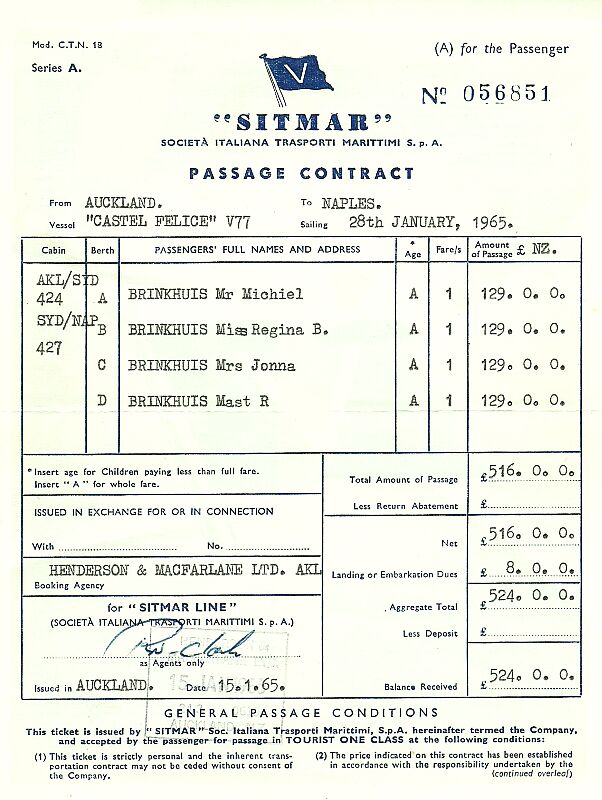 Mod. C.T.N. 18
(A) for the Passenger
Series A.
V
Nº 056851
"SITMAR"
SOCIETÀ ITALIANA TRASPORTI MARITTIMI S. p. A.
PASSAGE CONTRACT
From AUCKLAND. To NAPLES.
Vessel "CASTEL FELICE" V77 Sailing 28th JANUARY, 1965.
Cabin Berth PASSENGERS' FULL NAMES AND ADDRESS * Age Fare/s Amount of Passage £ NZ.
AKL/SYD
424 A BRINKHUIS Mr Michiel A 1 129. 0. 0.
SYD/NAP B BRINKHUIS Miss Regina B. A 1 129. 0. 0.
427
C BRINKHUIS Mrs Jonna A 1 129. 0. 0.
D BRINKHUIS Mast R A 1 129. 0. 0.
*Insert age for Children paying less than full fare.
Insert "A" for whole fare.
Total Amount of Passage £516. 0. 0.
Less Return Abatement £
ISSUED IN EXCHANGE FOR OR IN CONNECTION
With No.
Net £516. 0. 0.
HENDERSON & MACFARLANE LTD. AKL
Booking Agency
Landing or Embarkation Dues £ 8. 0. 0.
for "SITMAR LINE"
(SOCIETÀ ITALIANA TRASPORTI MARITTIMI S. p. A.)
Aggregate Total £524. 0. 0.
Less Deposit £
as Agents only
Issued in AUCKLAND. Date 15.1.65.
Balance Received £524. 0. 0.
GENERAL PASSAGE CONDITIONS
This ticket is issued by "SITMAR" Soc. Italiana Trasporti Marittimi, S.p.A. hereinafter termed the Company,
and accepted by the passenger for passage in TOURIST ONE CLASS at the following conditions:
(1) This ticket is strictly personal and the inherent trans-
portation contract may not be ceded without consent of
the Company.
(2) The price indicated on this contract has been established
in accordance with the responsibility undertaken by the
(continued overleaf)